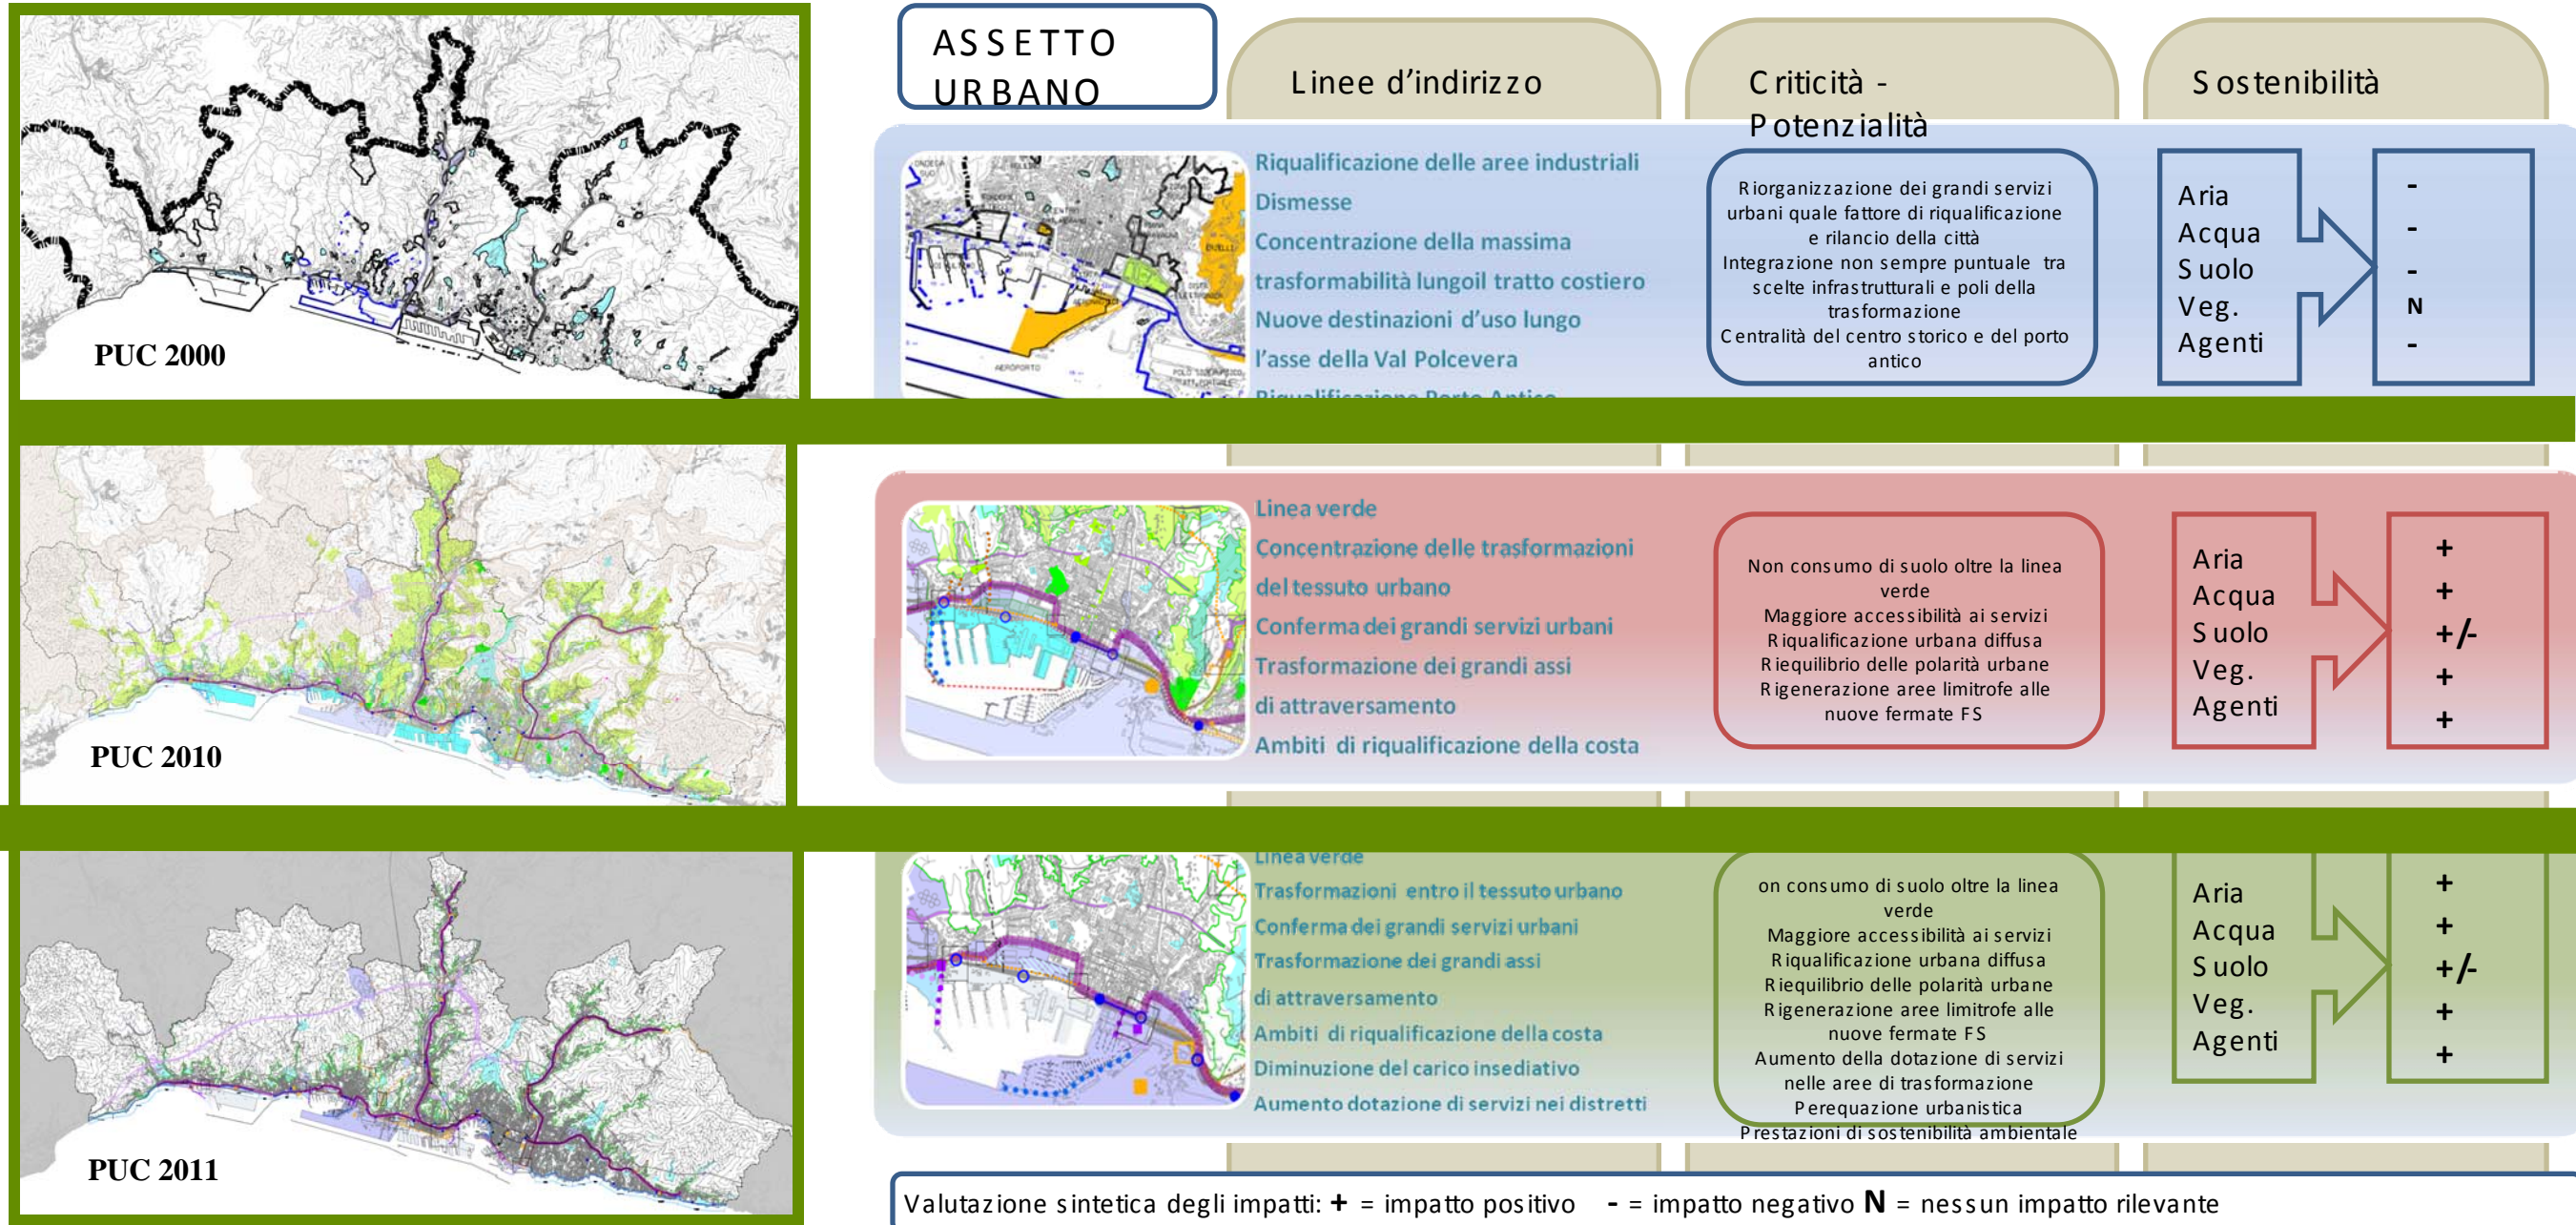 ASSETTO
URBANO
Linee d'indirizzo
Criticità -
Potenzialità
Sostenibilità
PUC 2000
AEROPORTO
Riqualificazione delle aree industriali
Dismesse
Concentrazione della massima
trasformabilità lungoil tratto costiero
Nuove destinazioni d'uso lungo
l'asse della Val Polcevera
Riqualificazione Porto Antico
Riorganizzazione dei grandi servizi
urbani quale fattore di riqualificazione
e rilancio della città
Integrazione non sempre puntuale tra
scelte infrastrutturali e poli della
trasformazione
Centralità del centro storico e del porto
antico
Aria
Acqua
Suolo
Veg.
Agenti
-
-
-
N
-
PUC 2010
Linea verde
Concentrazione delle trasformazioni
del tessuto urbano
Conferma dei grandi servizi urbani
Trasformazione dei grandi assi
di attraversamento
Ambiti di riqualificazione della costa
Non consumo di suolo oltre la linea
verde
Maggiore accessibilità ai servizi
Riqualificazione urbana diffusa
Riequilibrio delle polarità urbane
Rigenerazione aree limitrofe alle
nuove fermate FS
Aria
Acqua
Suolo
Veg.
Agenti
+
+
+/-
+
+
PUC 2011
Linea verde
Trasformazioni entro il tessuto urbano
Conferma dei grandi servizi urbani
Trasformazione dei grandi assi
di attraversamento
Ambiti di riqualificazione della costa
Diminuzione del carico insediativo
Aumento dotazione di servizi nei distretti
on consumo di suolo oltre la linea
verde
Maggiore accessibilità ai servizi
Riqualificazione urbana diffusa
Riequilibrio delle polarità urbane
Rigenerazione aree limitrofe alle
nuove fermate FS
Aumento della dotazione di servizi
nelle aree di trasformazione
Perequazione urbanistica
Prestazioni di sostenibilità ambientale
Aria
Acqua
Suolo
Veg.
Agenti
+
+
+/-
+
+
Valutazione sintetica degli impatti: + = impatto positivo - = impatto negativo N = nessun impatto rilevante